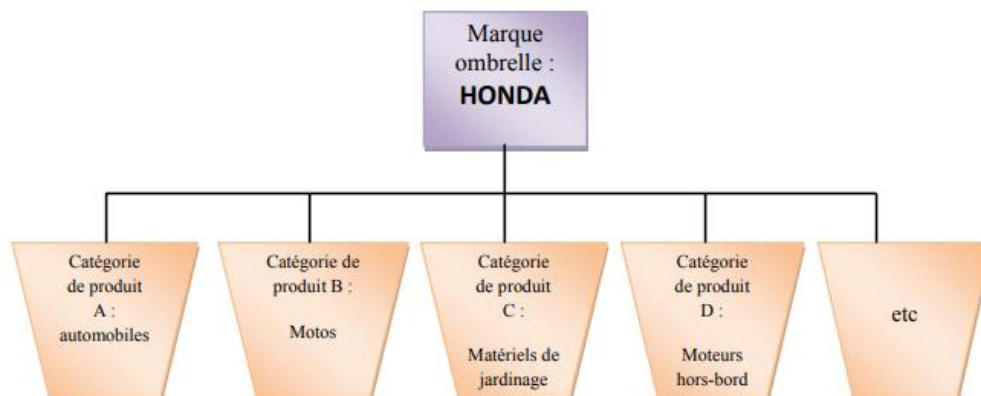 Marque
ombrelle :
HONDA
Catégorie
de produit
A :
automobiles
Catégorie de
produit B :
Motos
Catégorie
de produit
C :
Matériels de
jardinage
Catégorie
de produit
D :
Moteurs
hors-bord
etc